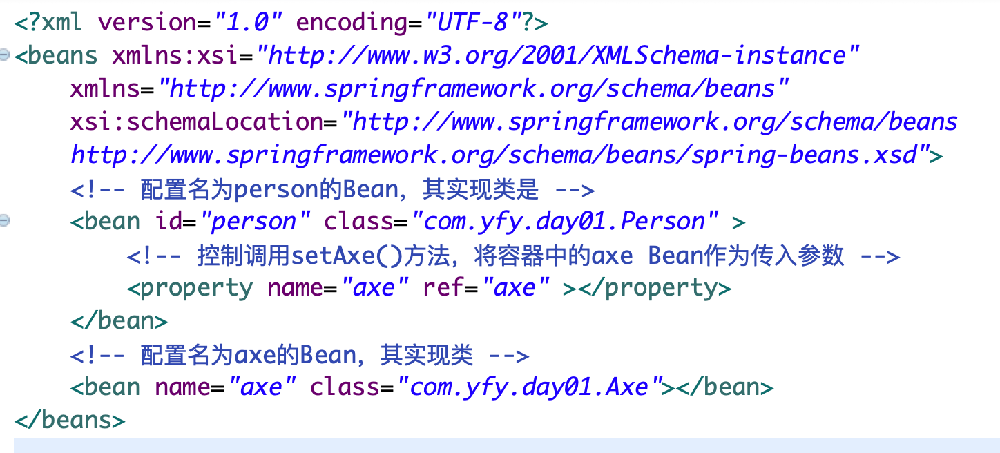 <?xml version="1.0" encoding="UTF-8"?>
<beans xmlns:xsi="http://www.w3.org/2001/XMLSchema-instance"
xmlns="http://www.springframework.org/schema/beans"
xsi:schemaLocation="http://www.springframework.org/schema/beans
http://www.springframework.org/schema/beans/spring-beans.xsd">
<!-- 配置名为person的Bean，其实现类是 -->
<bean id="person" class="com.yfy.day01.Person" >
<!-- 控制调用setAxe()方法，将容器中的axe Bean作为传入参数 -->
<property name="axe" ref="axe" ></property>
</bean>
<!-- 配置名为axe的Bean，其实现类 -->
<bean name="axe" class="com.yfy.day01.Axe"></bean>
</beans>